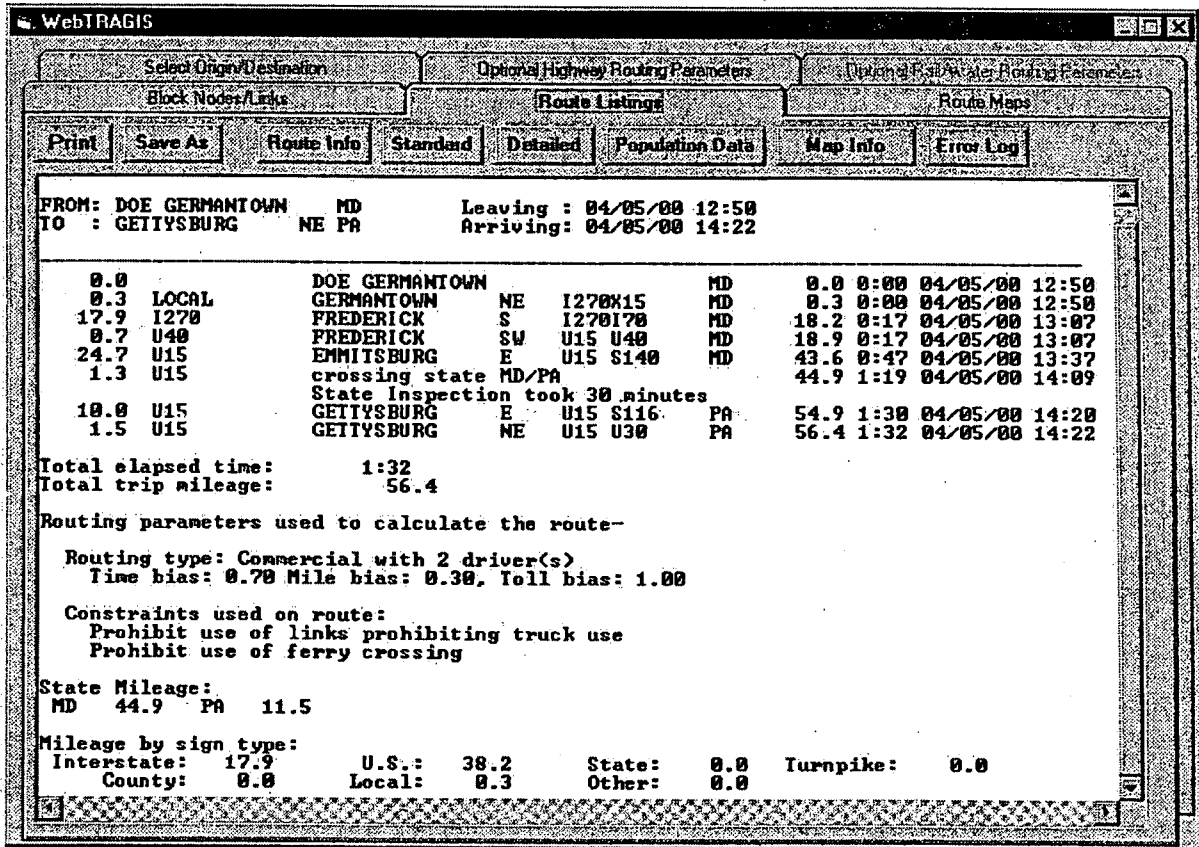 WebTRAGIS
Select Origin/Destination Optional Highway Routing Parameters Optional Rail/Water Routing Parameters
Block Nodes/Links Route Listings Route Maps
Print Save As Route Info Standard Detailed Population Data Map Info Error Log
FROM: DOE GERMANTOWN MD Leaving : 04/05/00 12:50
TO : GETTYSBURG NE PA Arriving: 04/05/00 14:22
0.0 DOE GERMANTOWN MD 0.0 0:00 04/05/00 12:50
0.3 LOCAL GERMANTOWN NE I270X15 MD 0.3 0:00 04/05/00 12:50
17.9 I270 FREDERICK S I270I70 MD 18.2 0:17 04/05/00 13:07
0.7 U40 FREDERICK SW U15 U40 MD 18.9 0:17 04/05/00 13:07
24.7 U15 EMMITSBURG E U15 S140 MD 43.6 0:47 04/05/00 13:37
1.3 U15 crossing state MD/PA 44.9 1:19 04/05/00 14:09
State Inspection took 30 minutes
10.0 U15 GETTYSBURG E U15 S116 PA 54.9 1:30 04/05/00 14:20
1.5 U15 GETTYSBURG NE U15 U30 PA 56.4 1:32 04/05/00 14:22
Total elapsed time: 1:32
Total trip mileage: 56.4
Routing parameters used to calculate the route-
Routing type: Commercial with 2 driver(s)
Time bias: 0.70 Mile bias: 0.30, Toll bias: 1.00
Constraints used on route:
Prohibit use of links prohibiting truck use
Prohibit use of ferry crossing
State Mileage:
MD 44.9 PA 11.5
Mileage by sign type:
Interstate: 17.9 U.S.: 38.2 State: 0.0 Turnpike: 0.0
County: 0.0 Local: 0.3 Other: 0.0